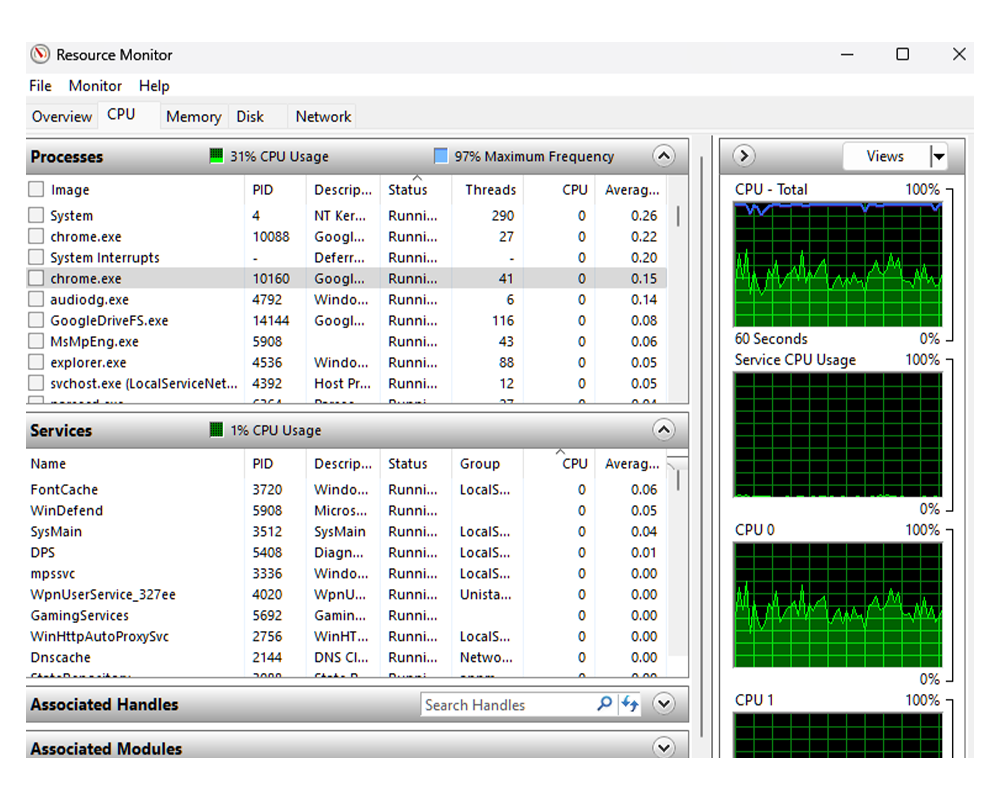 Resource Monitor
File Monitor Help
Overview CPU Memory Disk Network
Processes 31% CPU Usage 97% Maximum Frequency
Image PID Descrip... Status Threads CPU Averag...
System 4 NT Ker... Runni... 290 0 0.26
chrome.exe 10088 Googl... Runni... 27 0 0.22
System Interrupts - Deferr... Runni... - 0 0.20
chrome.exe 10160 Googl... Runni... 41 0 0.15
audiodg.exe 4792 Windo... Runni... 6 0 0.14
GoogleDriveFS.exe 14144 Googl... Runni... 116 0 0.08
MsMpEng.exe 5908 Runni... 43 0 0.06
explorer.exe 4536 Windo... Runni... 88 0 0.05
svchost.exe (LocalServiceNet... 4392 Host Pr... Runni... 12 0 0.05
Services 1% CPU Usage
Name PID Descrip... Status Group CPU Averag...
FontCache 3720 Windo... Runni... LocalS... 0 0.06
WinDefend 5908 Micros... Runni... 0 0.05
SysMain 3512 SysMain Runni... LocalS... 0 0.04
DPS 5408 Diagn... Runni... LocalS... 0 0.01
mpssvc 3336 Windo... Runni... LocalS... 0 0.00
WpnUserService_327ee 4020 WpnU... Runni... Unista... 0 0.00
GamingServices 5692 Gamin... Runni... 0 0.00
WinHttpAutoProxySvc 2756 WinHT... Runni... LocalS... 0 0.00
Dnscache 2144 DNS Cl... Runni... Netwo... 0 0.00
Associated Handles Search Handles
Associated Modules
Views
CPU - Total 100%
60 Seconds 0%
Service CPU Usage 100%
0%
CPU 0 100%
0%
CPU 1 100%